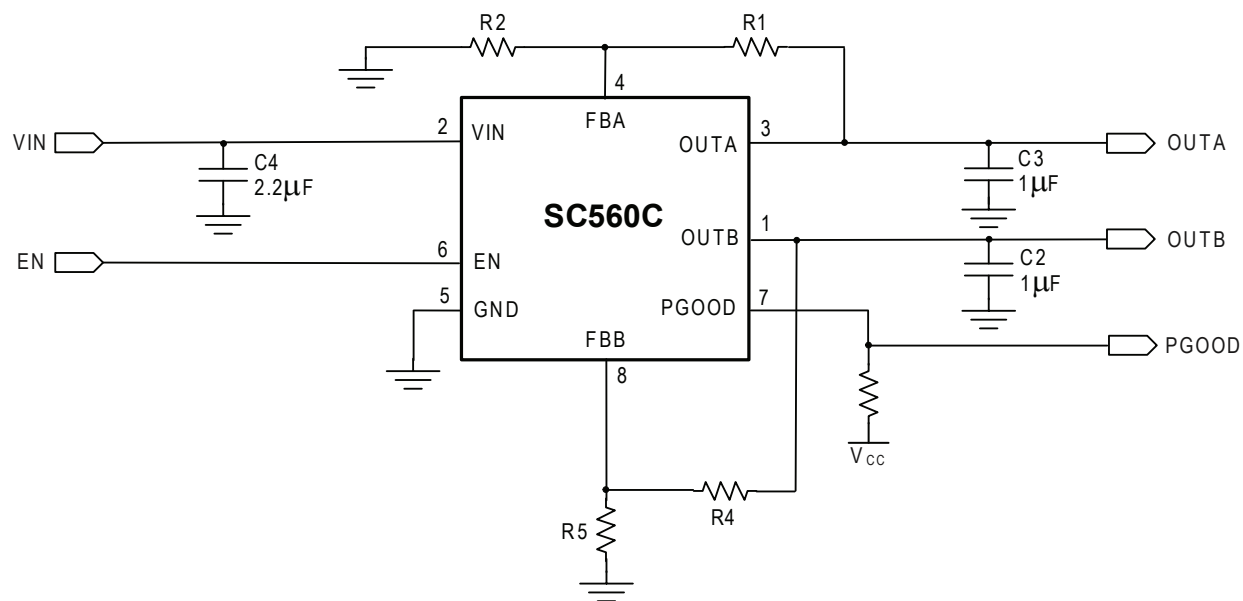 R2
R1
4
VIN
2
VIN
FBA
OUTA
3
OUTA
C4
2.2μF
C3
1μF
SC560C
OUTB
1
OUTB
EN
6
EN
C2
1μF
5
GND
PGOOD
7
FBB
PGOOD
8
VCC
R5
R4